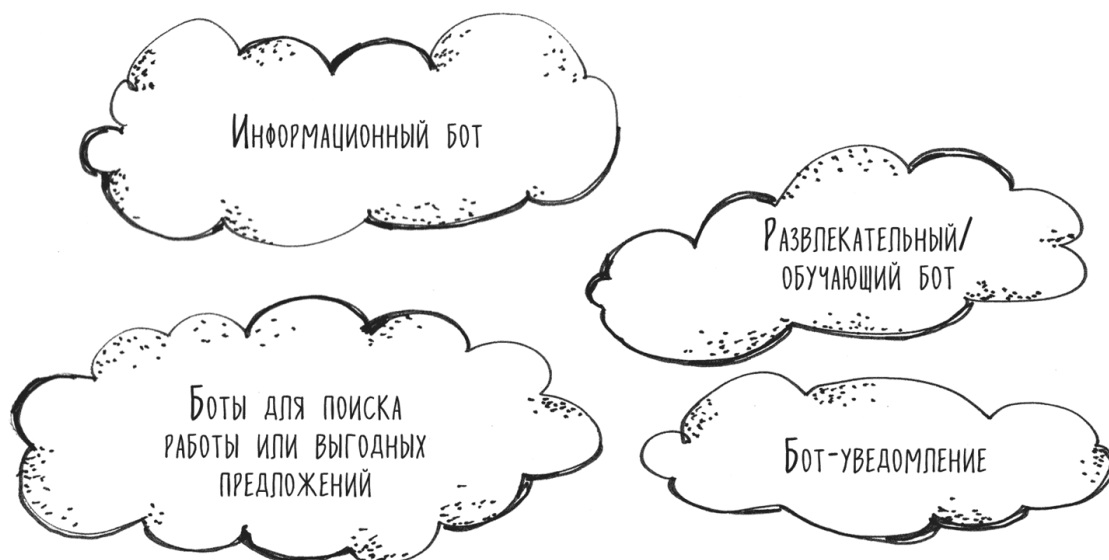 Информационный бот
Развлекательный/
обучающий бот
Боты для поиска
работы или выгодных
предложений
Бот-уведомление